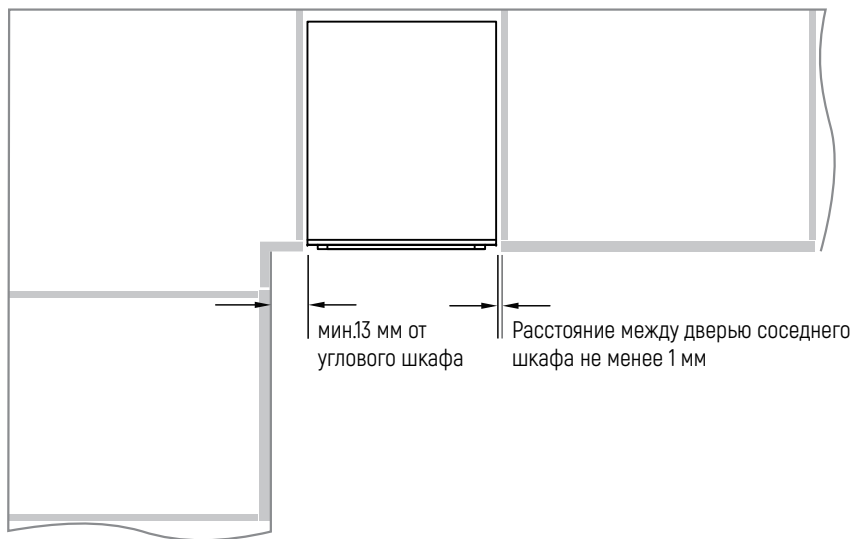 мин.13 мм от
углового шкафа
Расстояние между дверью соседнего
шкафа не менее 1 мм